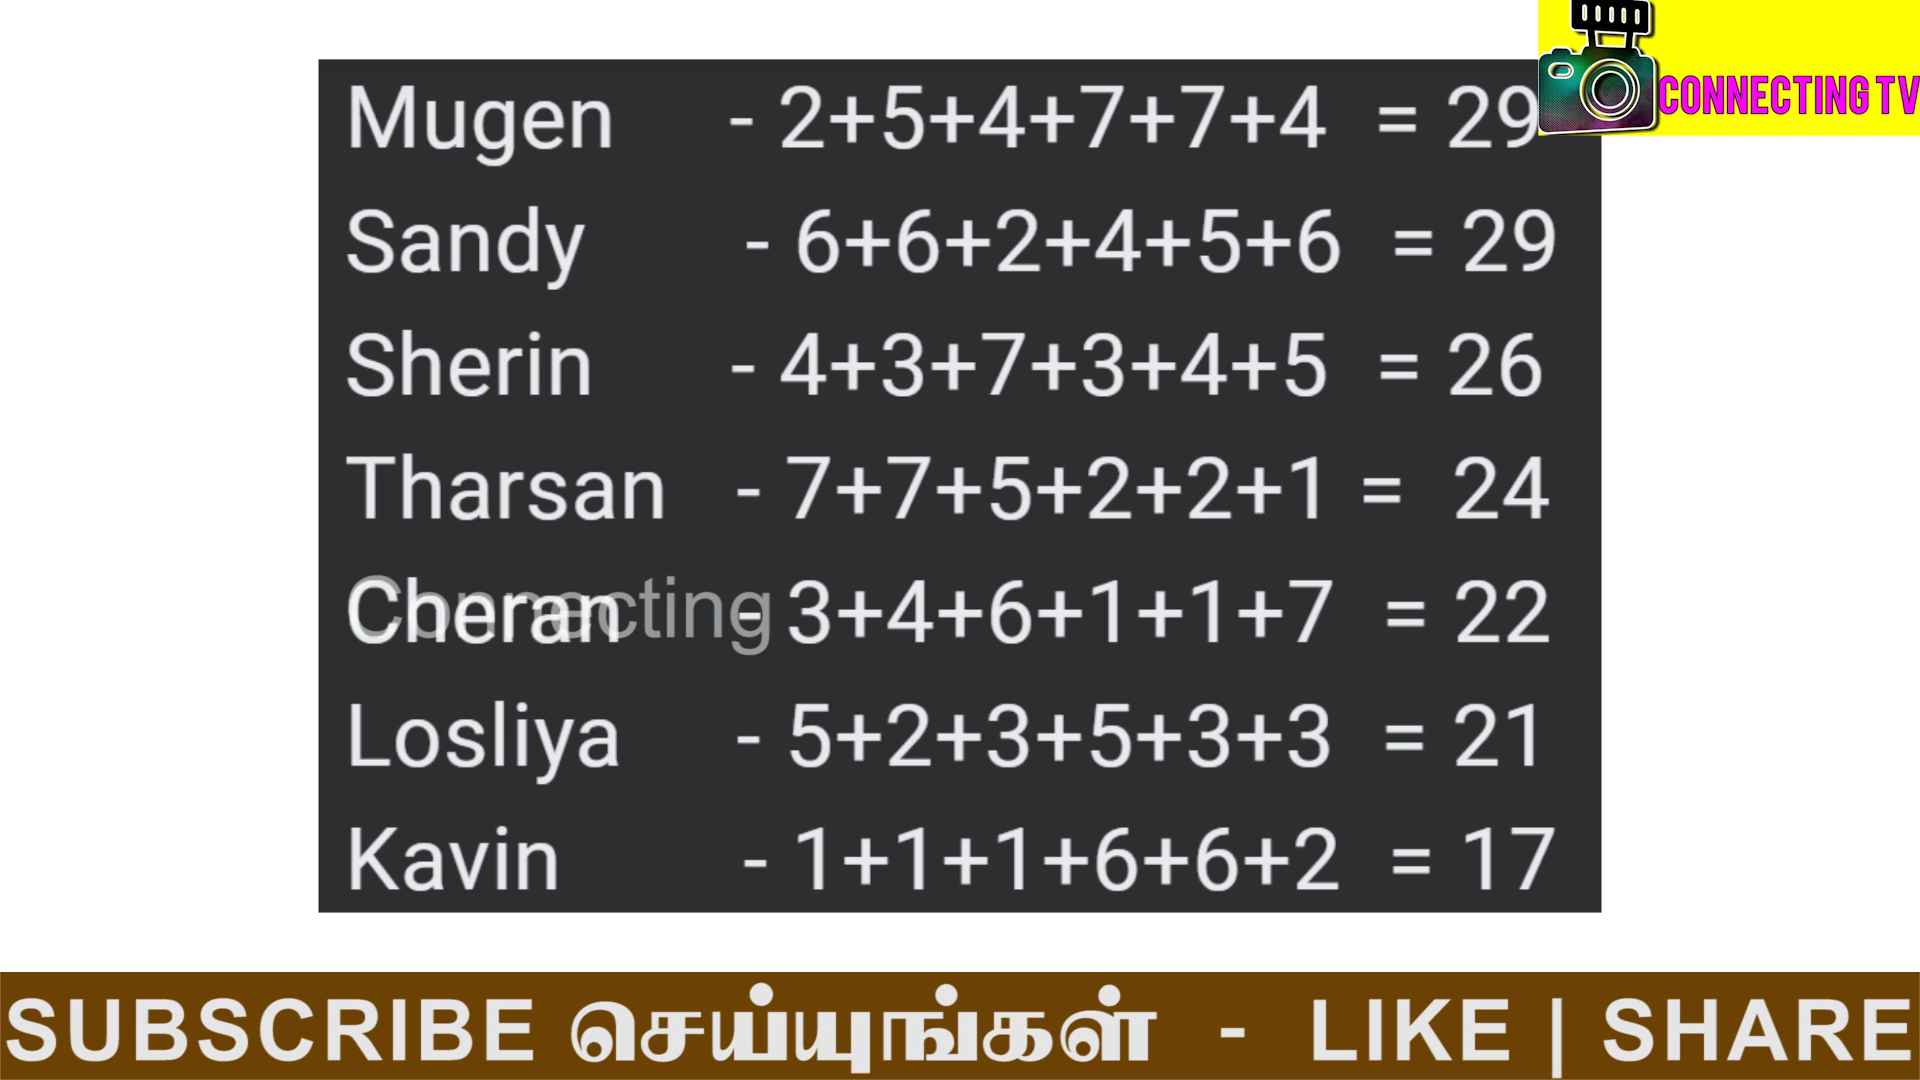 CONNECTING TV
Mugen - 2+5+4+7+7+4 = 29
Sandy - 6+6+2+4+5+6 = 29
Sherin - 4+3+7+3+4+5 = 26
Tharsan - 7+7+5+2+2+1 = 24
Cheran - 3+4+6+1+1+7 = 22
Connecting
Losliya - 5+2+3+5+3+3 = 21
Kavin - 1+1+1+6+6+2 = 17
SUBSCRIBE செய்யுங்கள் - LIKE | SHARE